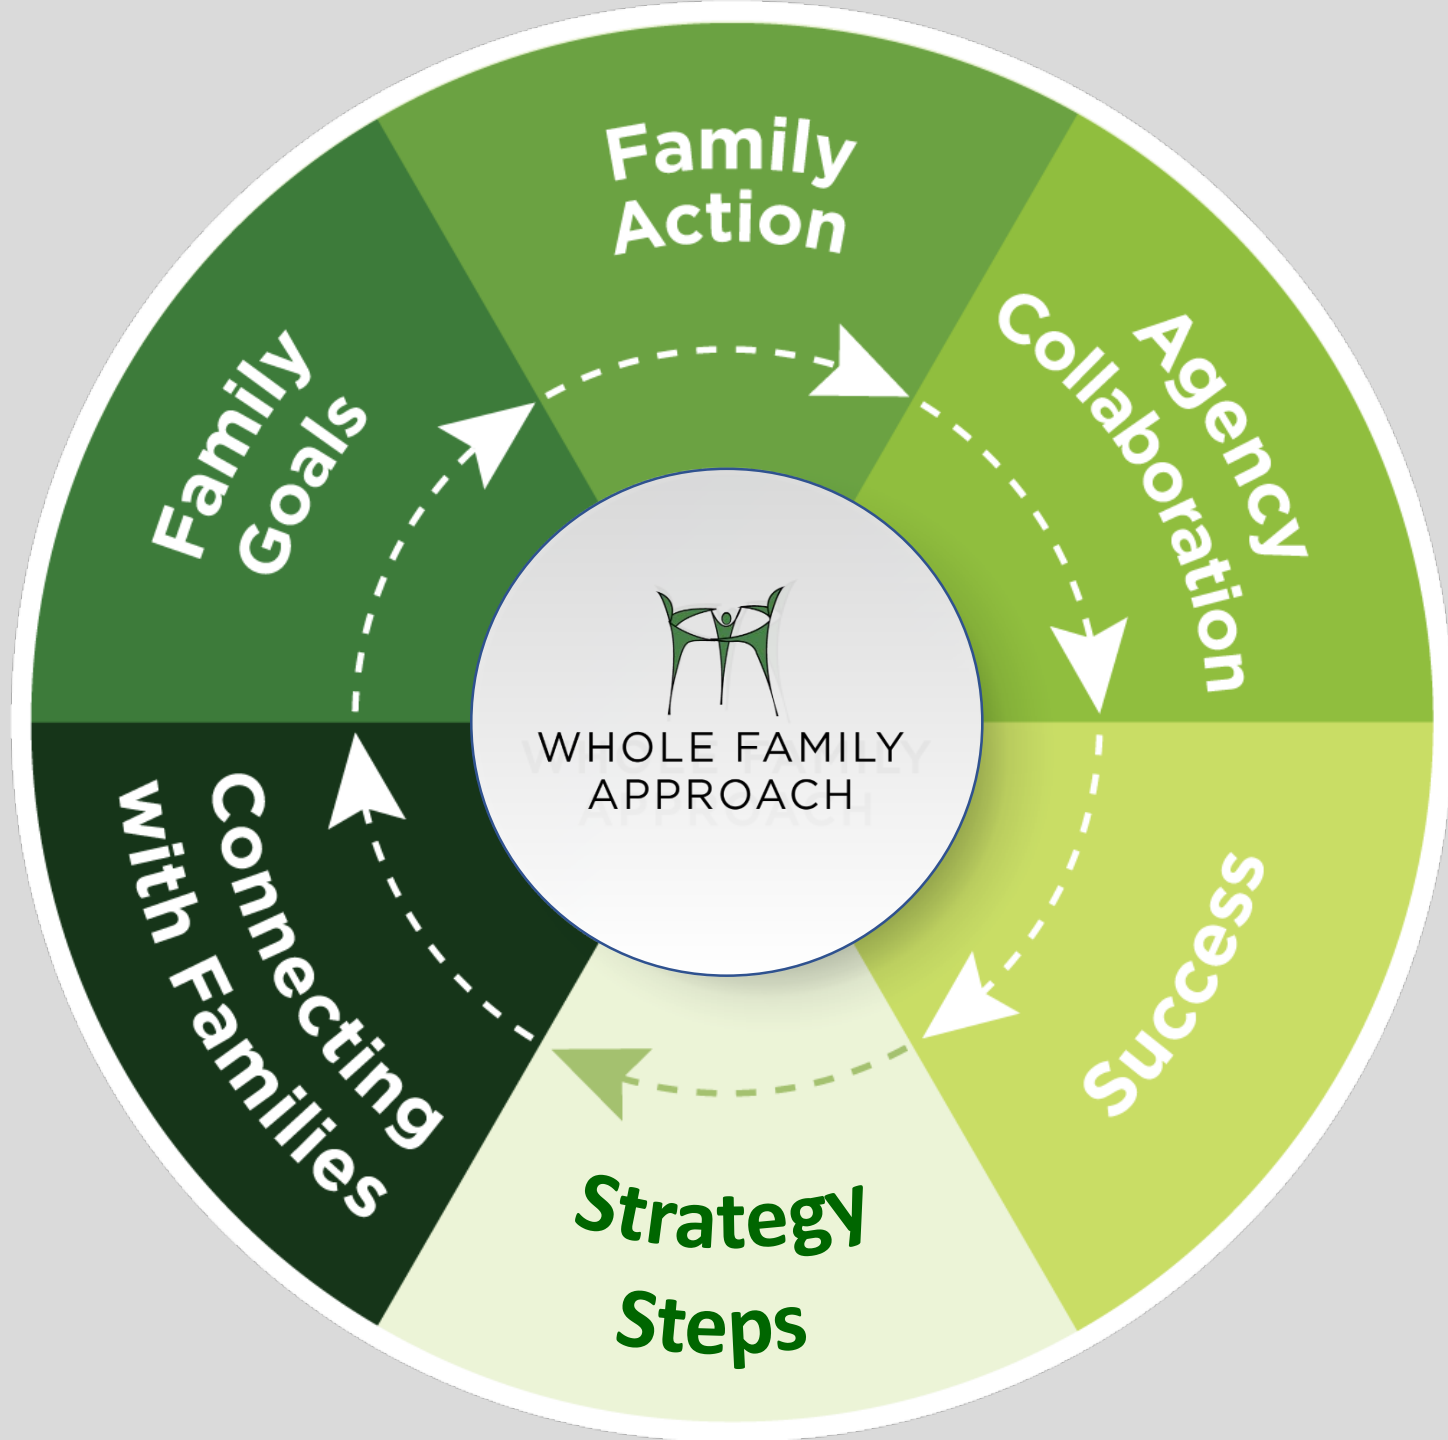 Family
Action
Agency
Collaboration
Success
Strategy
Steps
Connecting
with Families
Family
Goals
WHOLE FAMILY
APPROACH